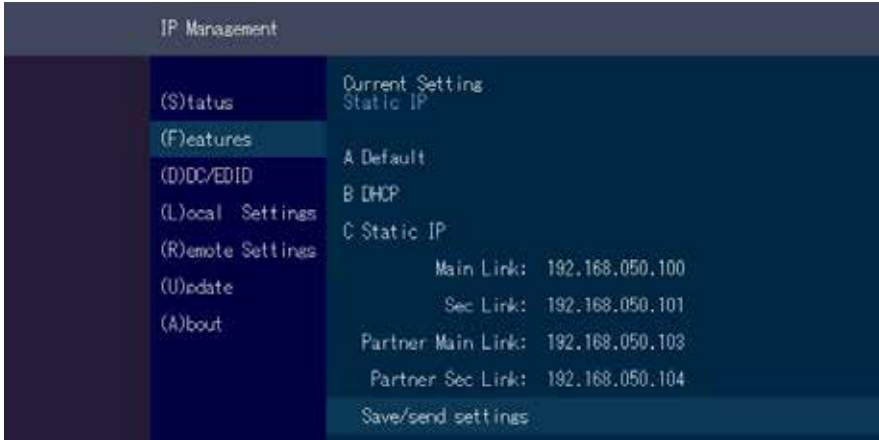 IP Management
(S)tatus
(F)eatures
(D)DC/EDID
(L)ocal Settings
(R)emote Settings
(U)pdate
(A)bout
Current Setting
Static IP
A Default
B DHCP
C Static IP
Main Link: 192.168.050.100
Sec Link: 192.168.050.101
Partner Main Link: 192.168.050.103
Partner Sec Link: 192.168.050.104
Save/send settings